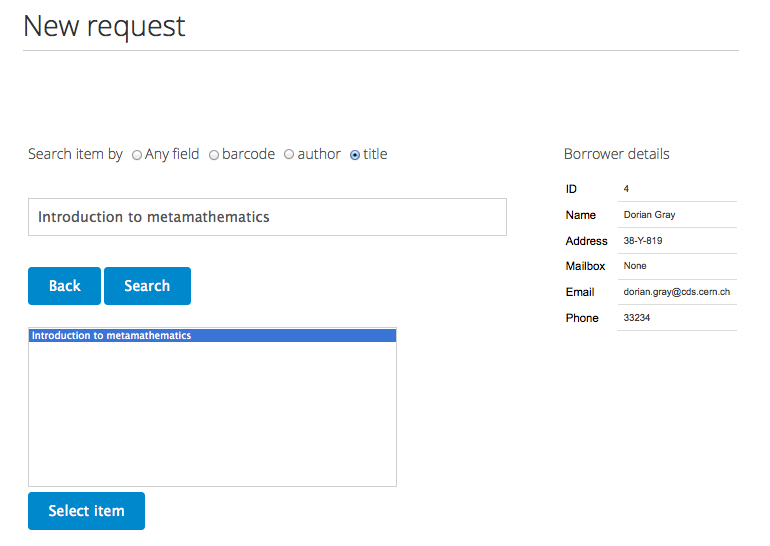 New request
Search item by Any field barcode author title
Introduction to metamathematics
Back Search
Introduction to metamathematics
Select item
Borrower details
ID 4
Name Dorian Gray
Address 38-Y-819
Mailbox None
Email dorian.gray@cds.cern.ch
Phone 33234